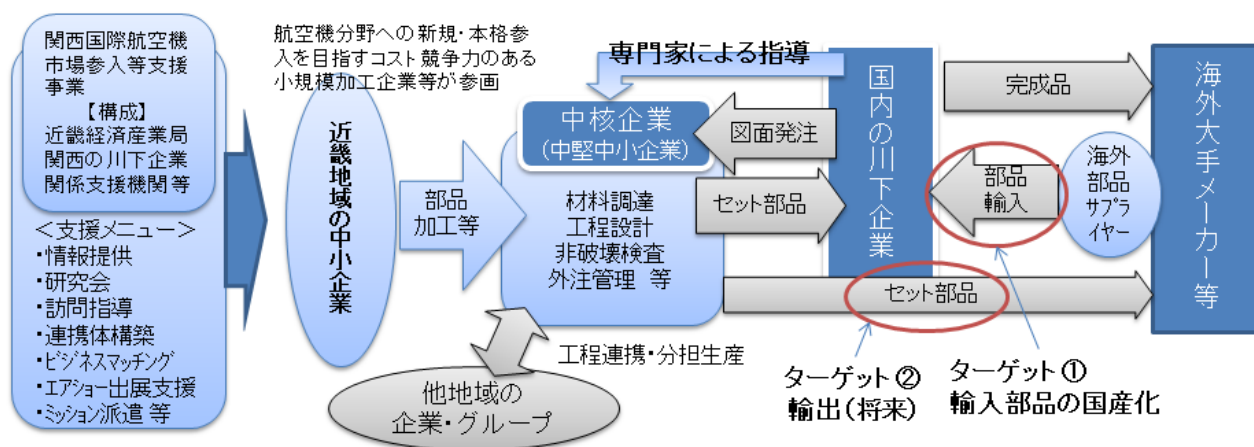 関西国際航空機
市場参入等支援
事業
【構成】
近畿経済産業局
関西の川下企業
関係支援機関等
＜支援メニュー＞
・情報提供
・研究会
・訪問指導
・連携体構築
・ビジネスマッチング
・エアショー出展支援
・ミッション派遣等
航空機分野への新規・本格参
入を目指すコスト競争力のある
小規模加工企業等が参画
近畿地域の中小企業
部品
加工等
専門家による指導
中核企業
(中堅中小企業)
材料調達
工程設計
非破壊検査
外注管理 等
図面発注
セット部品
国内の川下企業
完成品
部品
輸入
海外
部品
サプラ
イヤー
海外大手メーカー等
セット部品
工程連携・分担生産
他地域の
企業・グループ
ターゲット②
輸出(将来)
ターゲット①
輸入部品の国産化